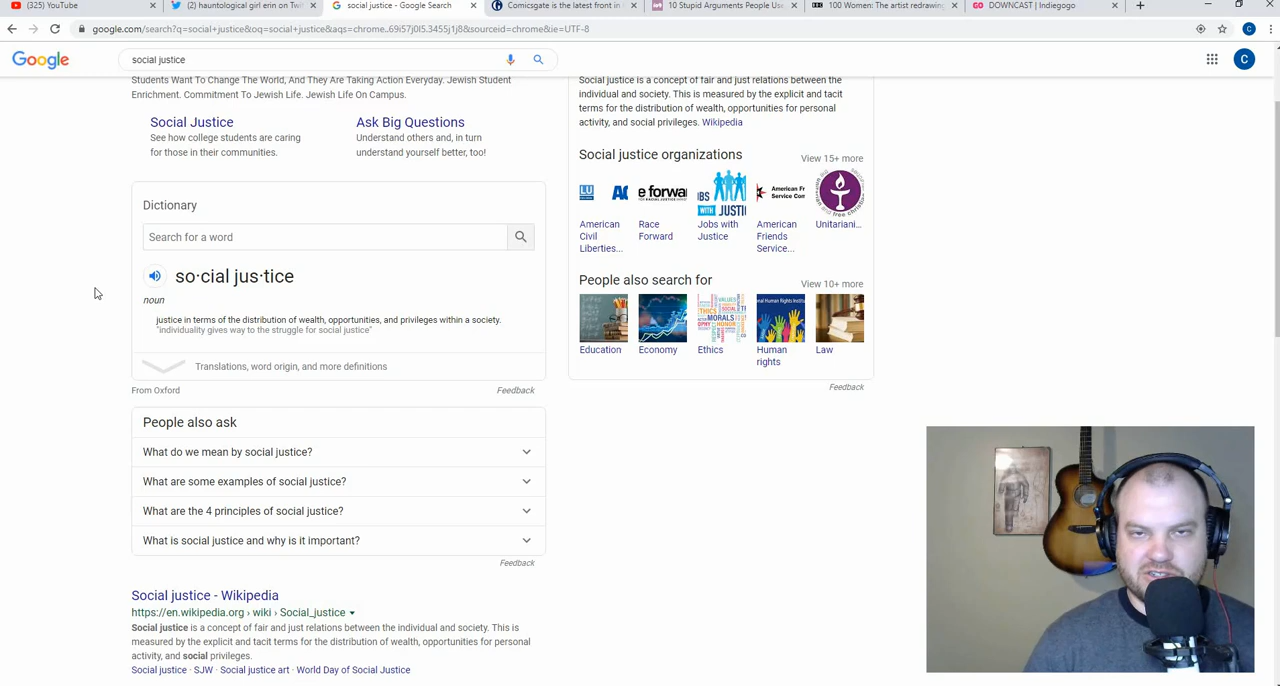 (325) YouTube
(2) hauntological girl erin on Twit
social justice - Google Search
Comicsgate is the latest front in
10 Stupid Arguments People Use
100 Women: The artist redrawing
DOWNCAST | Indiegogo
google.com/search?q=social+justice&oq=social+justice&aqs=chrome..69i57j0l5.3455j1j8&sourceid=chrome&ie=UTF-8
Google
social justice
C
C
Students Want To Change The World, And They Are Taking Action Everyday. Jewish Student
Enrichment. Commitment To Jewish Life. Jewish Life On Campus.
Social Justice
See how college students are caring
for those in their communities.
Ask Big Questions
Understand others and, in turn
understand yourself better, too!
Dictionary
Search for a word
so·cial jus·tice
noun
justice in terms of the distribution of wealth, opportunities, and privileges within a society.
"individuality gives way to the struggle for social justice"
Translations, word origin, and more definitions
From Oxford
Feedback
People also ask
What do we mean by social justice?
What are some examples of social justice?
What are the 4 principles of social justice?
What is social justice and why is it important?
Feedback
Social justice - Wikipedia
https://en.wikipedia.org › wiki › Social_justice
Social justice is a concept of fair and just relations between the individual and society. This is
measured by the explicit and tacit terms for the distribution of wealth, opportunities for personal
activity, and social privileges.
Social justice · SJW · Social justice art · World Day of Social Justice
Social justice is a concept of fair and just relations between the
individual and society. This is measured by the explicit and tacit
terms for the distribution of wealth, opportunities for personal
activity, and social privileges. Wikipedia
Social justice organizations
View 15+ more
American
Civil
Liberties...
Race
Forward
Jobs with
Justice
American
Friends
Service...
Unitarian...
People also search for
View 10+ more
Education
Economy
Ethics
Human
rights
Law
Feedback